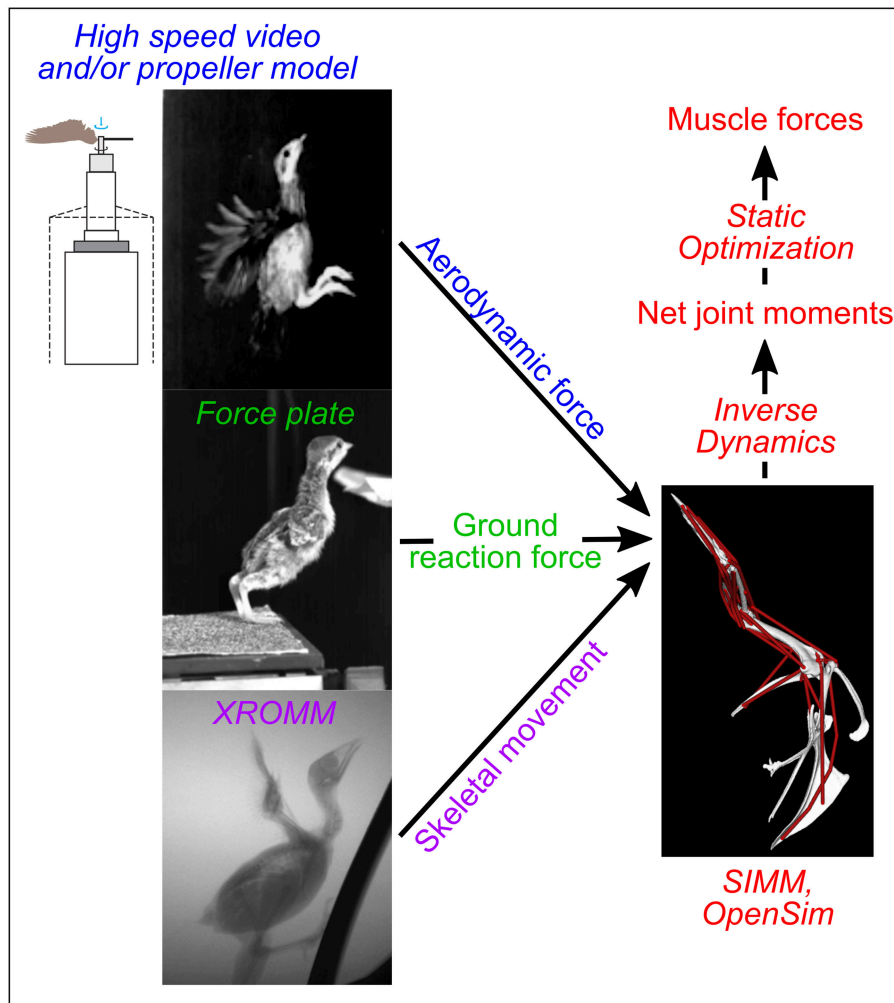 High speed video
and/or propeller model
Force plate
XROMM
Aerodynamic force
Ground
reaction force
Skeletal movement
Muscle forces
Static
Optimization
Net joint moments
Inverse
Dynamics
SIMM,
OpenSim